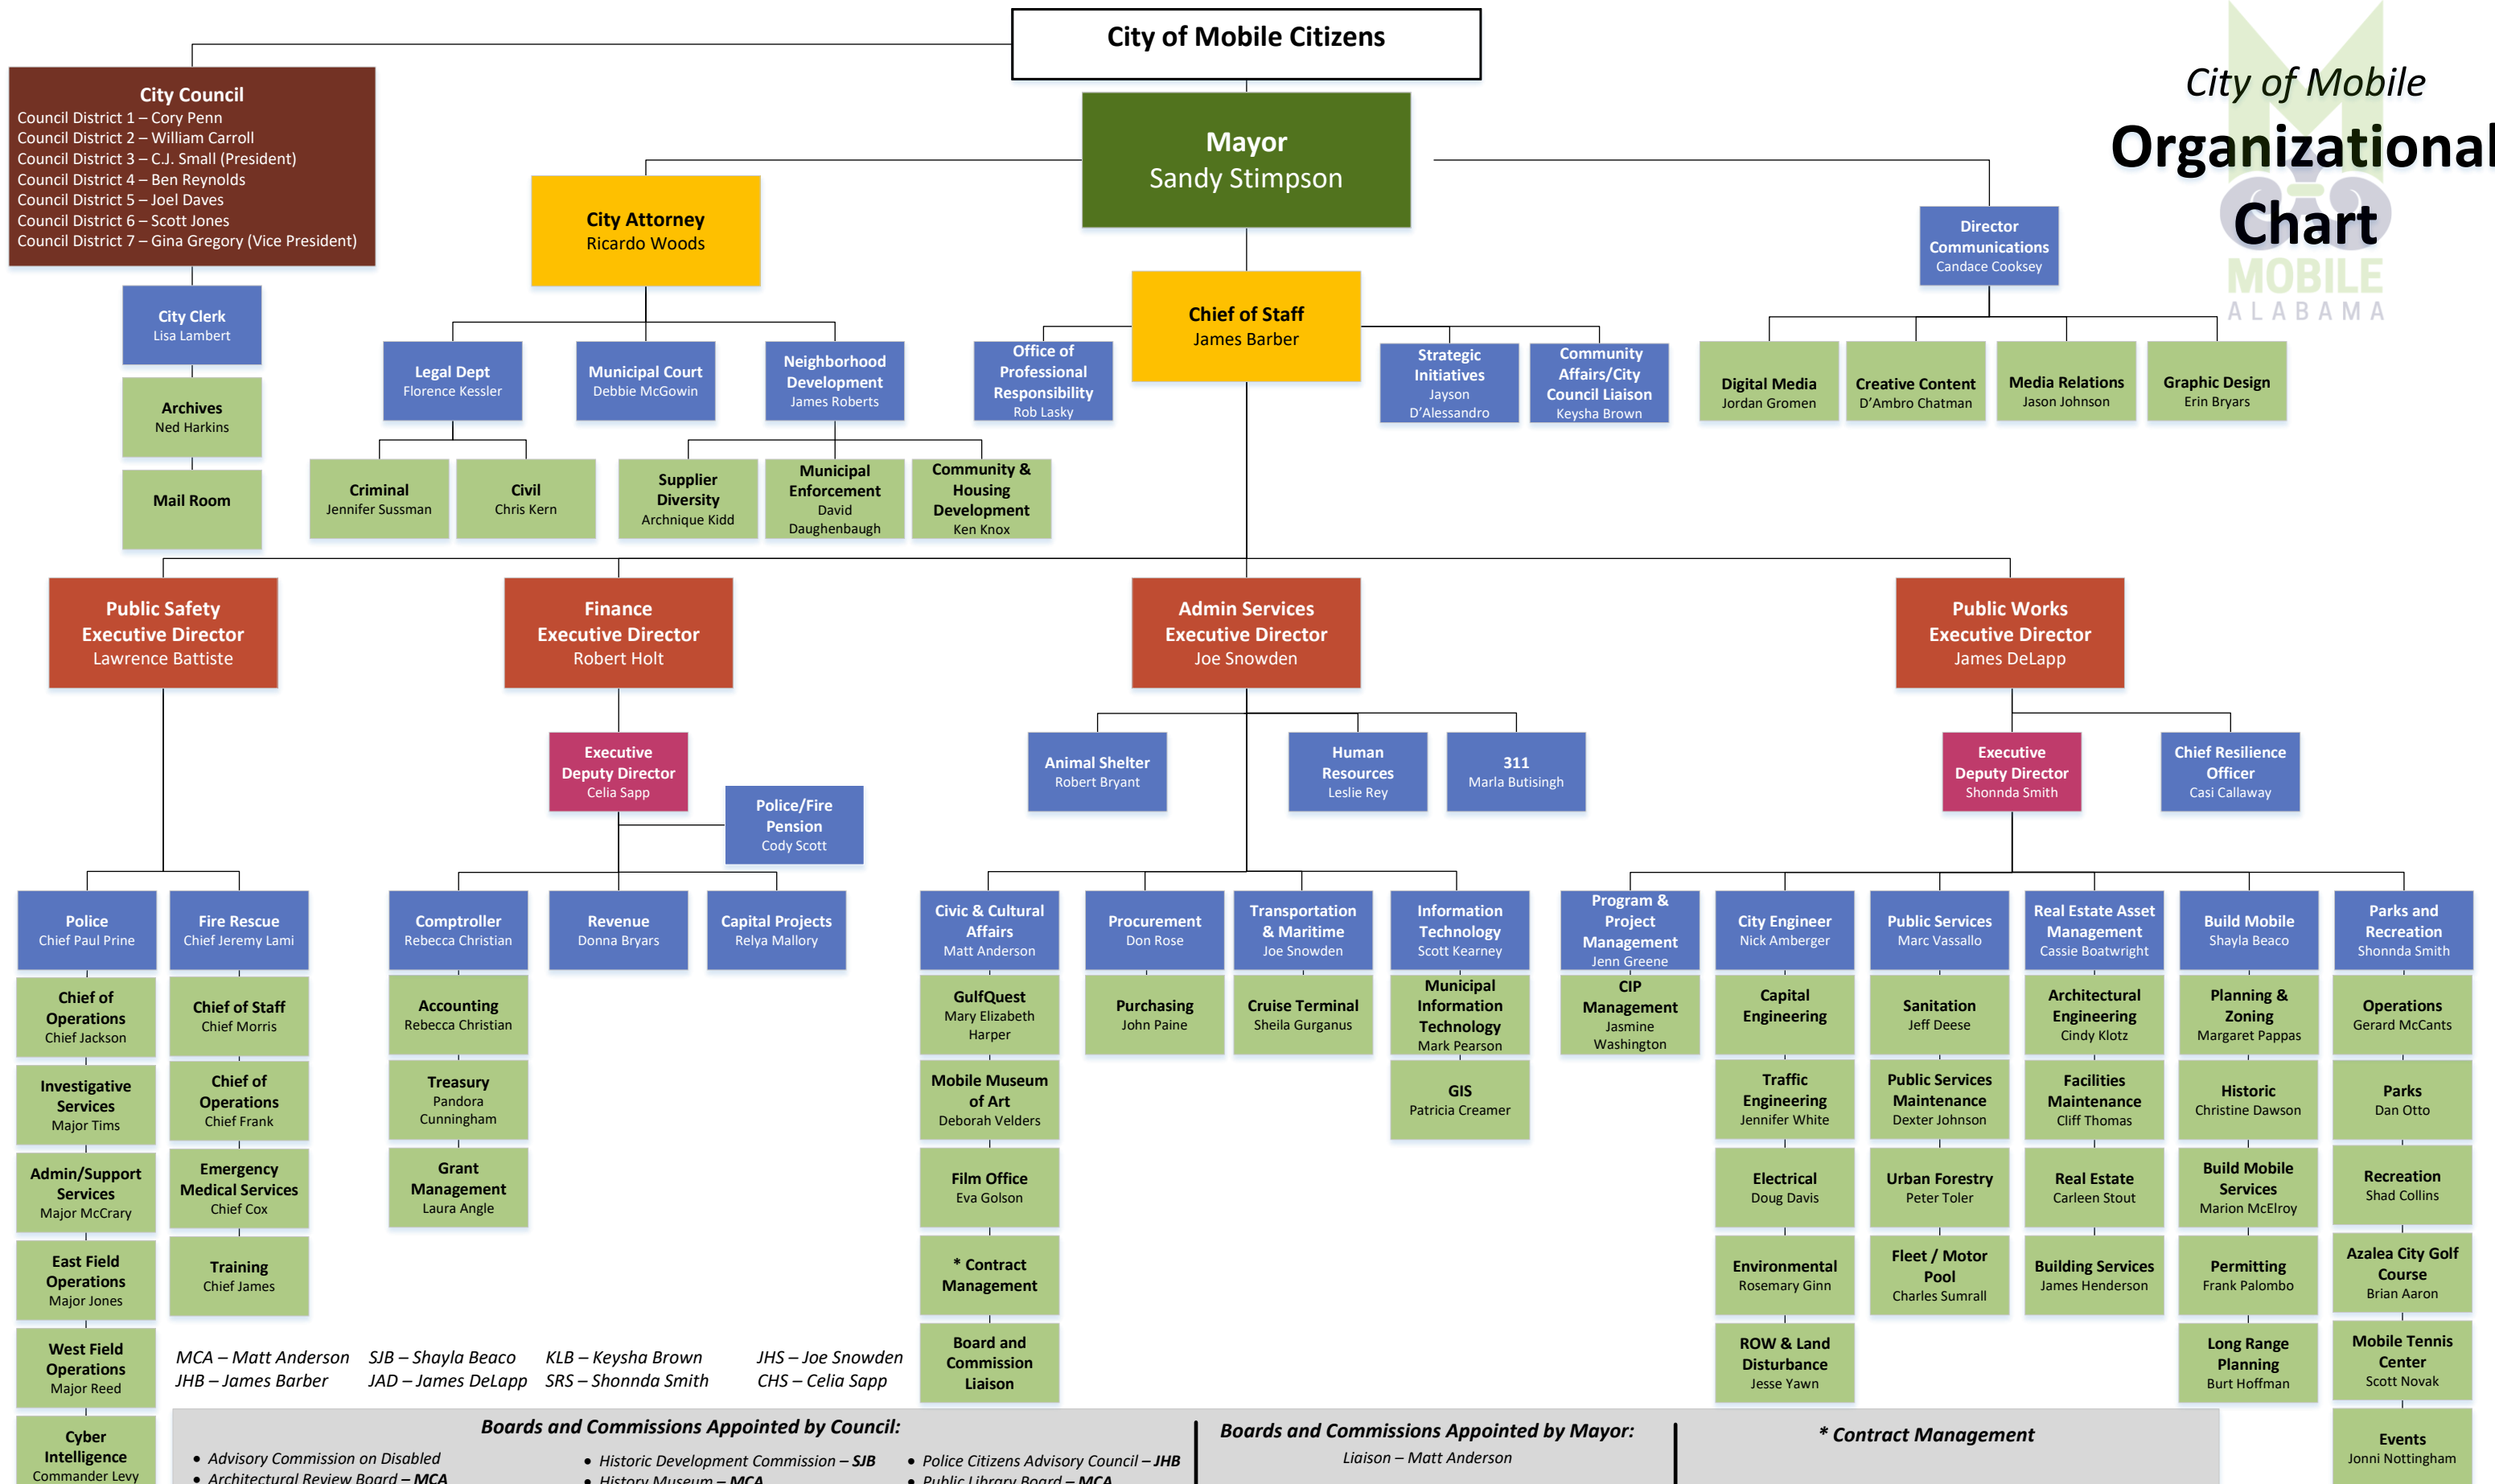 City of Mobile Citizens
City of Mobile
Organizational
Chart
MOBILE
ALABAMA
City Council
Council District 1 – Cory Penn
Council District 2 – William Carroll
Council District 3 – C.J. Small (President)
Council District 4 – Ben Reynolds
Council District 5 – Joel Daves
Council District 6 – Scott Jones
Council District 7 – Gina Gregory (Vice President)
Mayor
Sandy Stimpson
City Attorney
Ricardo Woods
Director
Communications
Candace Cooksey
Chief of Staff
James Barber
City Clerk
Lisa Lambert
Archives
Ned Harkins
Mail Room
Legal Dept
Florence Kessler
Municipal Court
Debbie McGowin
Neighborhood
Development
James Roberts
Office of
Professional
Responsibility
Rob Lasky
Strategic
Initiatives
Jayson
D'Alessandro
Community
Affairs/City
Council Liaison
Keysha Brown
Digital Media
Jordan Gromen
Creative Content
D'Ambro Chatman
Media Relations
Jason Johnson
Graphic Design
Erin Bryars
Criminal
Jennifer Sussman
Civil
Chris Kern
Supplier
Diversity
Archnique Kidd
Municipal
Enforcement
David
Daughenbaugh
Community &
Housing
Development
Ken Knox
Public Safety
Executive Director
Lawrence Battiste
Finance
Executive Director
Robert Holt
Admin Services
Executive Director
Joe Snowden
Public Works
Executive Director
James DeLapp
Executive
Deputy Director
Celia Sapp
Police/Fire
Pension
Cody Scott
Animal Shelter
Robert Bryant
Human
Resources
Leslie Rey
311
Marla Butisingh
Executive
Deputy Director
Shonnda Smith
Chief Resilience
Officer
Casi Callaway
Police
Chief Paul Prine
Chief of
Operations
Chief Jackson
Investigative
Services
Major Tims
Admin/Support
Services
Major McCrary
East Field
Operations
Major Jones
West Field
Operations
Major Reed
Cyber
Intelligence
Commander Levy
Fire Rescue
Chief Jeremy Lami
Chief of Staff
Chief Morris
Chief of
Operations
Chief Frank
Emergency
Medical Services
Chief Cox
Training
Chief James
Comptroller
Rebecca Christian
Accounting
Rebecca Christian
Treasury
Pandora
Cunningham
Grant
Management
Laura Angle
Revenue
Donna Bryars
Capital Projects
Relya Mallory
Civic & Cultural
Affairs
Matt Anderson
GulfQuest
Mary Elizabeth
Harper
Mobile Museum
of Art
Deborah Velders
Film Office
Eva Golson
* Contract
Management
Board and
Commission
Liaison
Procurement
Don Rose
Purchasing
John Paine
Transportation
& Maritime
Joe Snowden
Cruise Terminal
Sheila Gurganus
Information
Technology
Scott Kearney
Municipal
Information
Technology
Mark Pearson
GIS
Patricia Creamer
Program &
Project
Management
Jenn Greene
CIP
Management
Jasmine
Washington
City Engineer
Nick Amberger
Capital
Engineering
Traffic
Engineering
Jennifer White
Electrical
Doug Davis
Environmental
Rosemary Ginn
ROW & Land
Disturbance
Jesse Yawn
Public Services
Marc Vassallo
Sanitation
Jeff Deese
Public Services
Maintenance
Dexter Johnson
Urban Forestry
Peter Toler
Fleet / Motor
Pool
Charles Sumrall
Real Estate Asset
Management
Cassie Boatwright
Architectural
Engineering
Cindy Klotz
Facilities
Maintenance
Cliff Thomas
Real Estate
Carleen Stout
Building Services
James Henderson
Build Mobile
Shayla Beaco
Planning &
Zoning
Margaret Pappas
Historic
Christine Dawson
Build Mobile
Services
Marion McElroy
Permitting
Frank Palombo
Long Range
Planning
Burt Hoffman
Parks and
Recreation
Shonnda Smith
Operations
Gerard McCants
Parks
Dan Otto
Recreation
Shad Collins
Azalea City Golf
Course
Brian Aaron
Mobile Tennis
Center
Scott Novak
Events
Jonni Nottingham
MCA – Matt Anderson SJB – Shayla Beaco KLB – Keysha Brown JHS – Joe Snowden
JHB – James Barber JAD – James DeLapp SRS – Shonnda Smith CHS – Celia Sapp
Boards and Commissions Appointed by Council:
• Advisory Commission on Disabled
• Architectural Review Board – MCA
• Historic Development Commission – SJB
• History Museum – MCA
• Police Citizens Advisory Council – JHB
• Public Library Board – MCA
Boards and Commissions Appointed by Mayor:
Liaison – Matt Anderson
* Contract Management